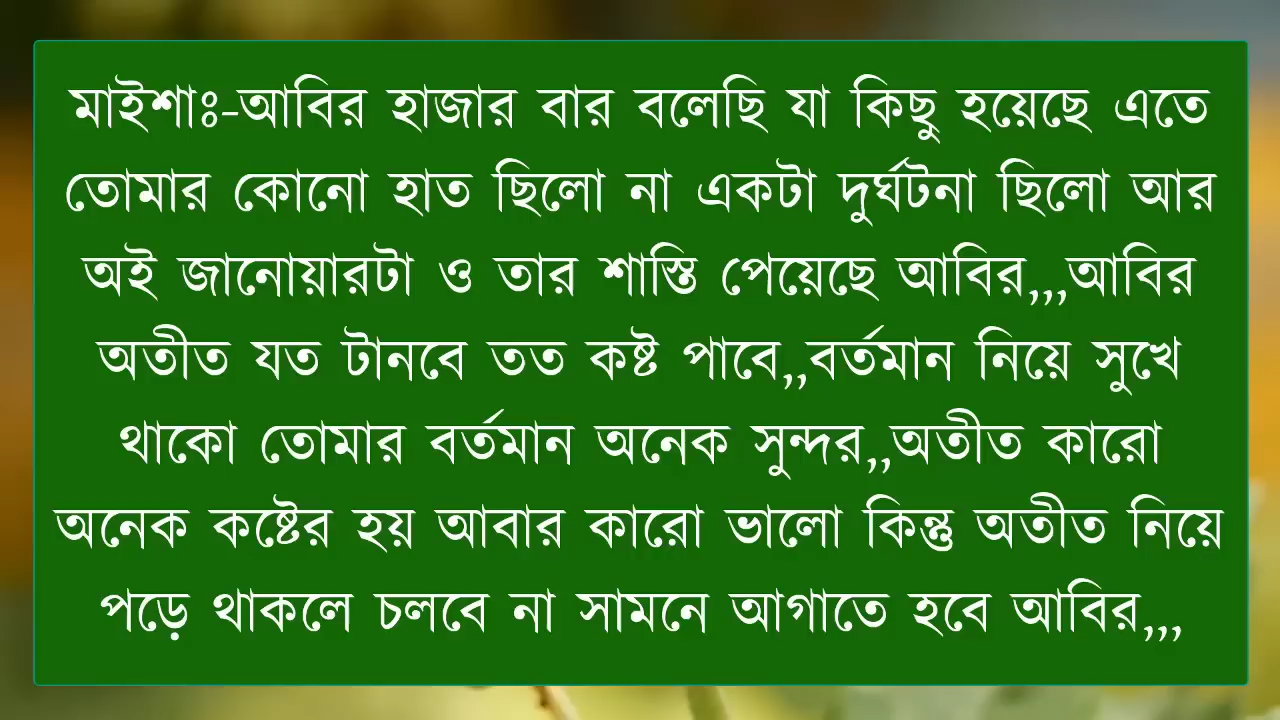 মাইশাঃ-আবির হাজার বার বলেছি যা কিছু হয়েছে এতে
তোমার কোনো হাত ছিলো না একটা দুর্ঘটনা ছিলো আর
অই জানোয়ারটা ও তার শাস্তি পেয়েছে আবির,,,আবির
অতীত যত টানবে তত কষ্ট পাবে,,বর্তমান নিয়ে সুখে
থাকো তোমার বর্তমান অনেক সুন্দর,,অতীত কারো
অনেক কষ্টের হয় আবার কারো ভালো কিন্তু অতীত নিয়ে
পড়ে থাকলে চলবে না সামনে আগাতে হবে আবির,,,